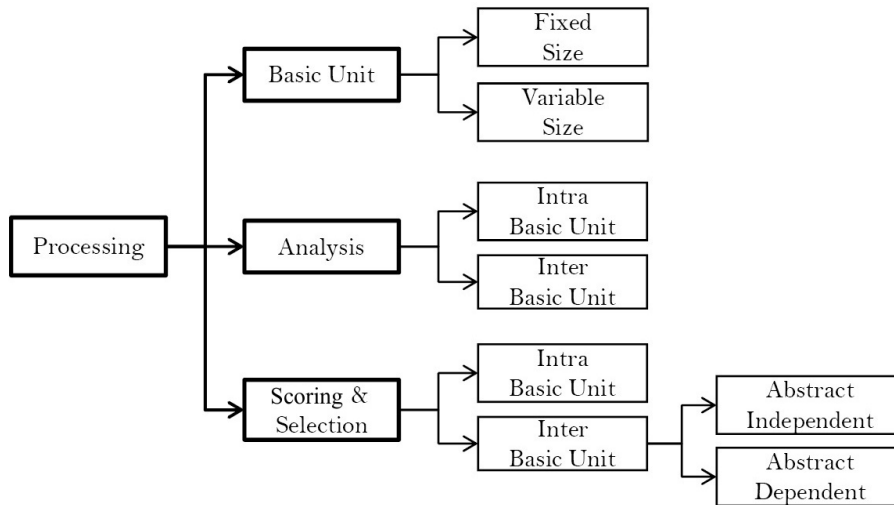 Fixed
Size
Basic Unit
Variable
Size
Intra
Basic Unit
Processing
Analysis
Inter
Basic Unit
Intra
Basic Unit
Scoring &
Selection
Inter
Basic Unit
Abstract
Independent
Abstract
Dependent